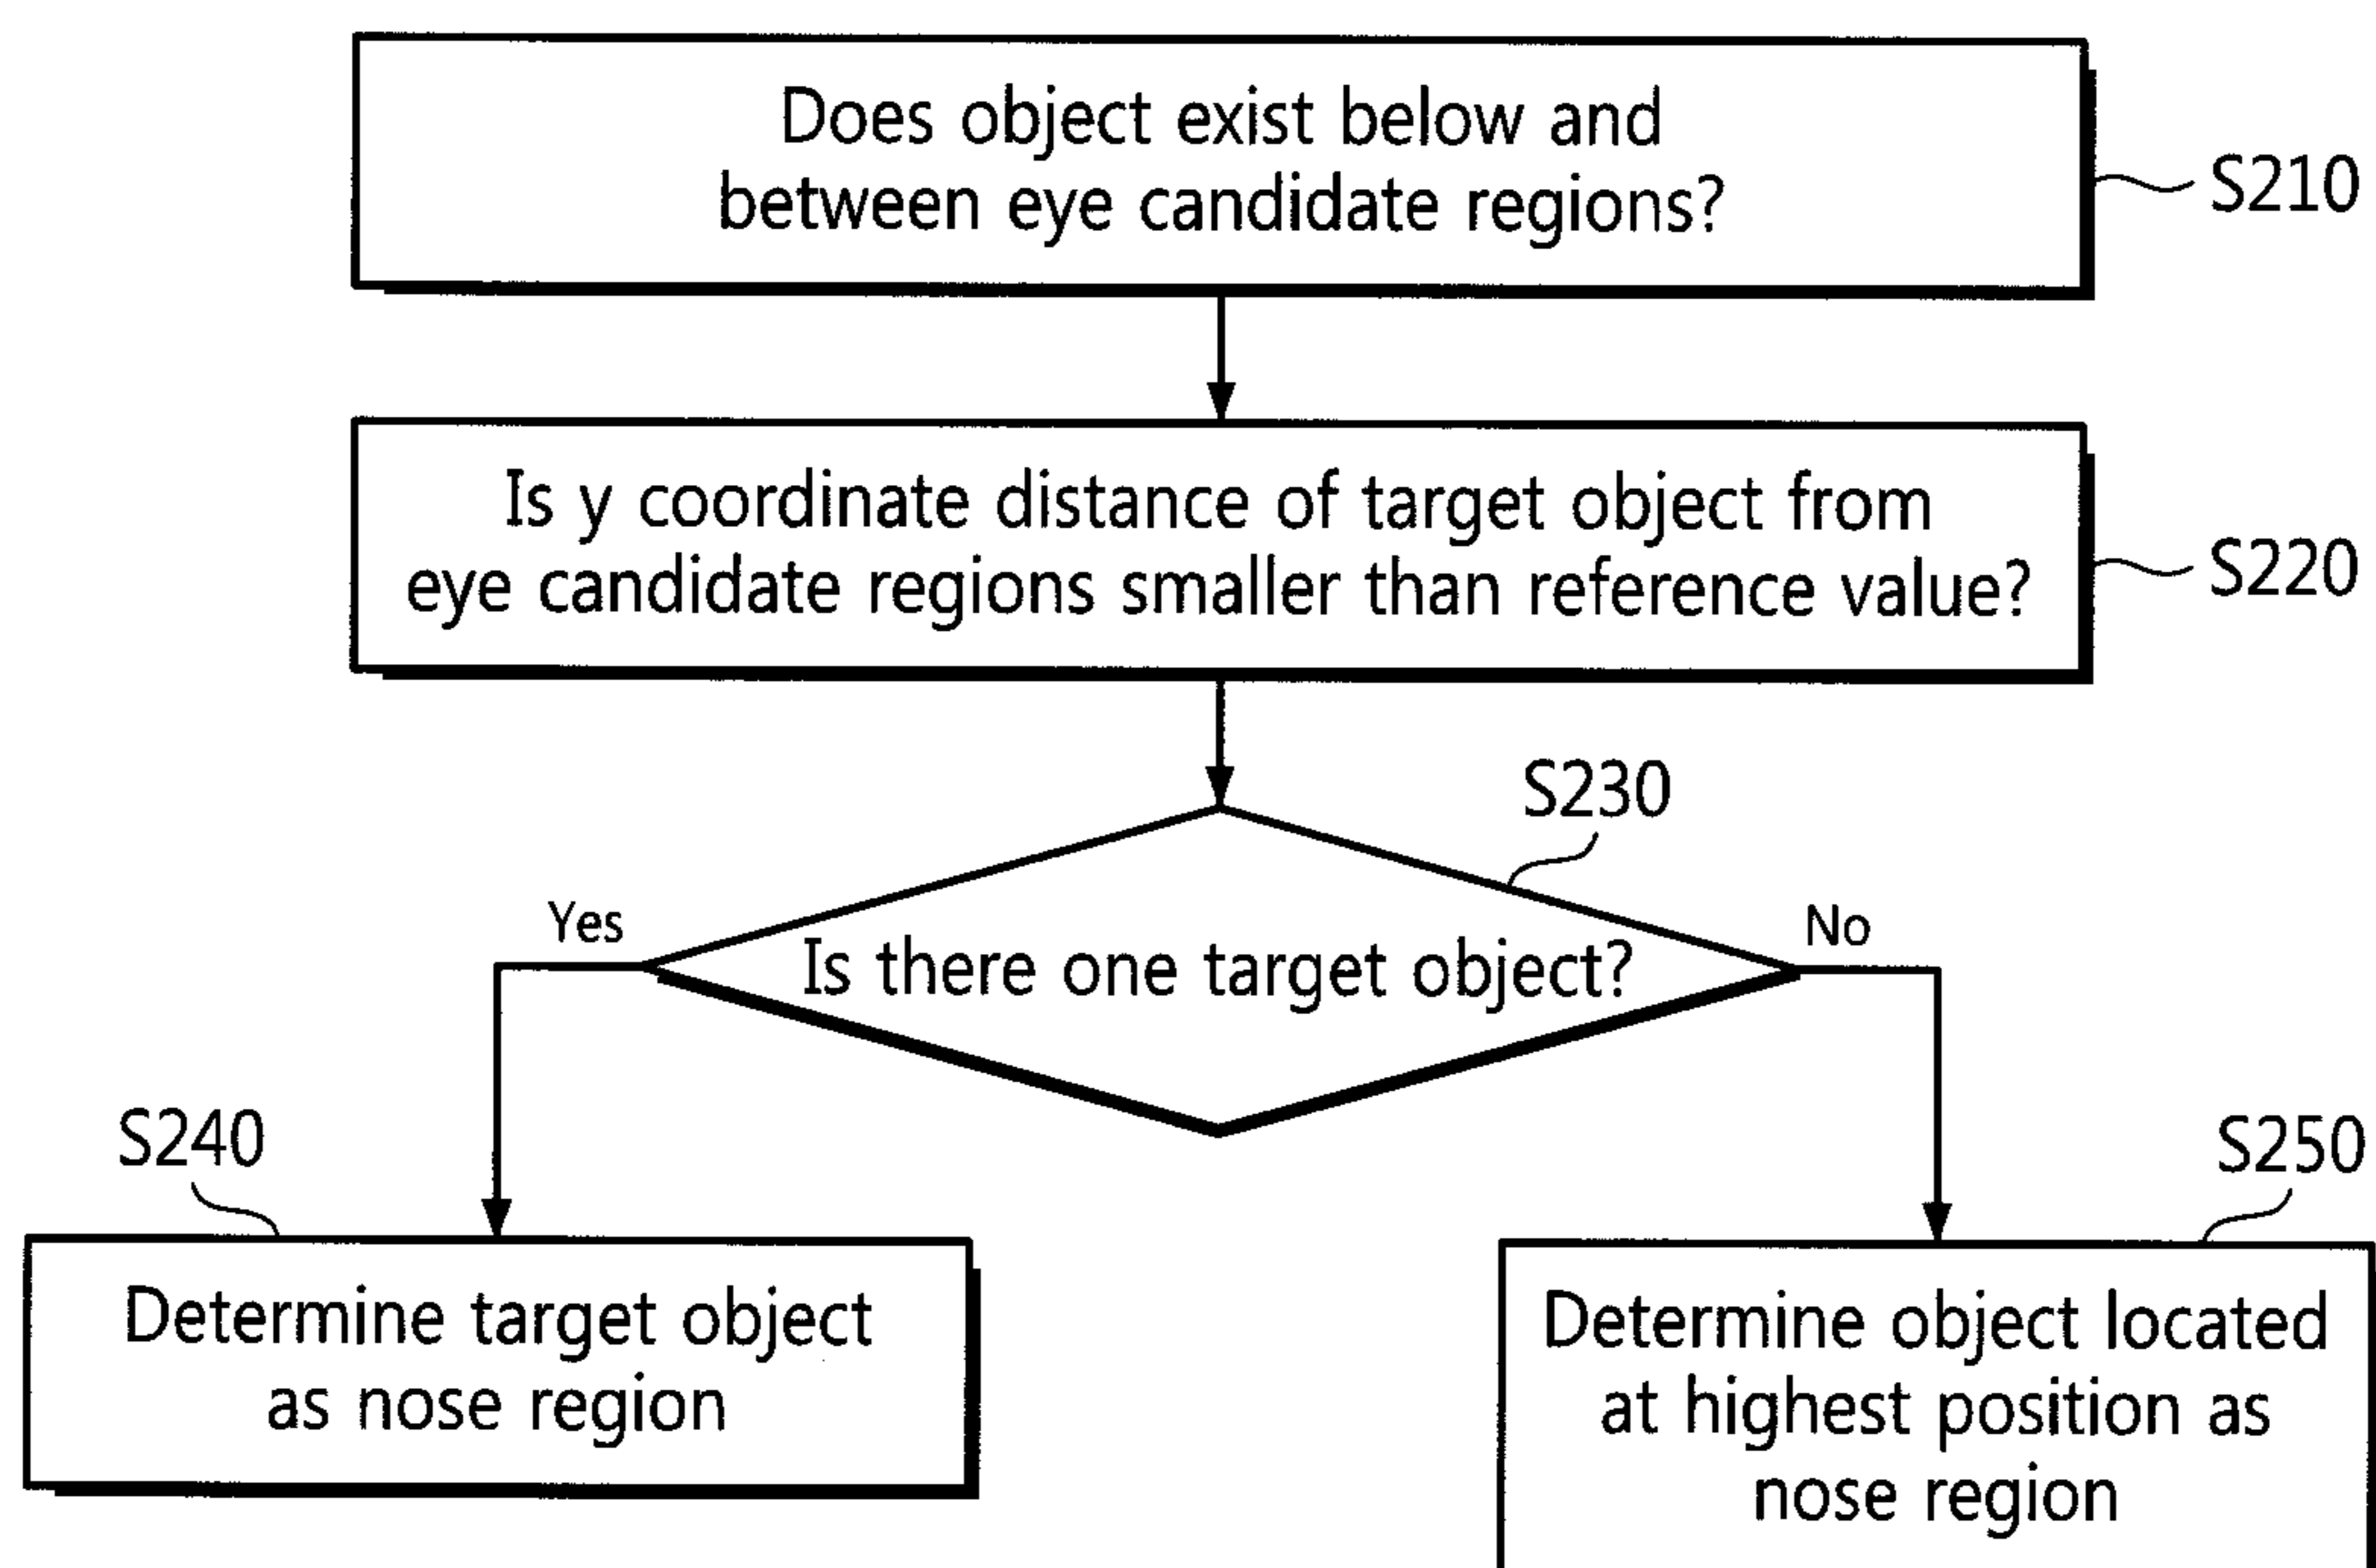 Does object exist below and
between eye candidate regions?
S210
Is y coordinate distance of target object from
eye candidate regions smaller than reference value?
S220
S230
Yes
Is there one target object?
No
S240
Determine target object
as nose region
S250
Determine object located
at highest position as
nose region